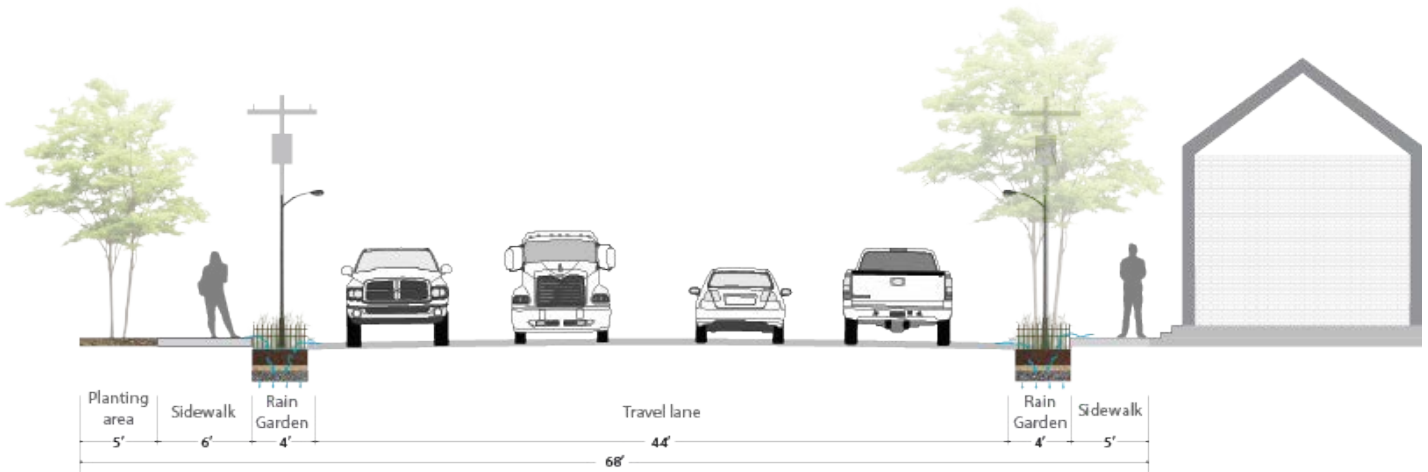 Planting
area
Sidewalk
Rain
Garden
Travel lane
Rain
Garden
Sidewalk
5’
6’
4’
44’
4’
5’
68’